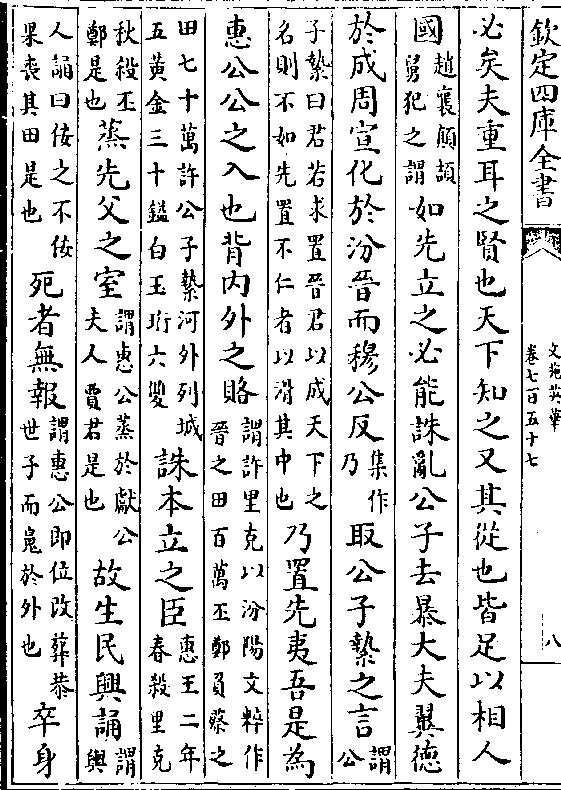 欽定四庫全書
文苑英華
卷七百五十七
八
必矣夫重耳之賢也天下知之又其從也皆足以相人
國趙襄顛頡舅犯之謂如先立之必能誅亂公子去暴大夫翼德
於成周宣化於汾晉而穆公反集作乃取公子縶之言謂公
子縶曰君若求置晉君以成天下之名則不如先置不仁者以滑其中也乃置先夷吾是為
惠公公之入也背内外之賂謂許里克以汾陽文粹作晉之田百萬丕鄭負蔡之
田七十萬許公子縶河外列城五黃金三十鎰白玉珩六雙誅本立之臣惠王二年春殺里克
秋殺丕鄭是也蒸先父之室謂惠公蒸於獻公夫人賈君是也故生民興誦謂輿
人誦曰佞之不佞果喪其田是也死者無報謂惠公即位改葬恭世子而臰於外也卒身